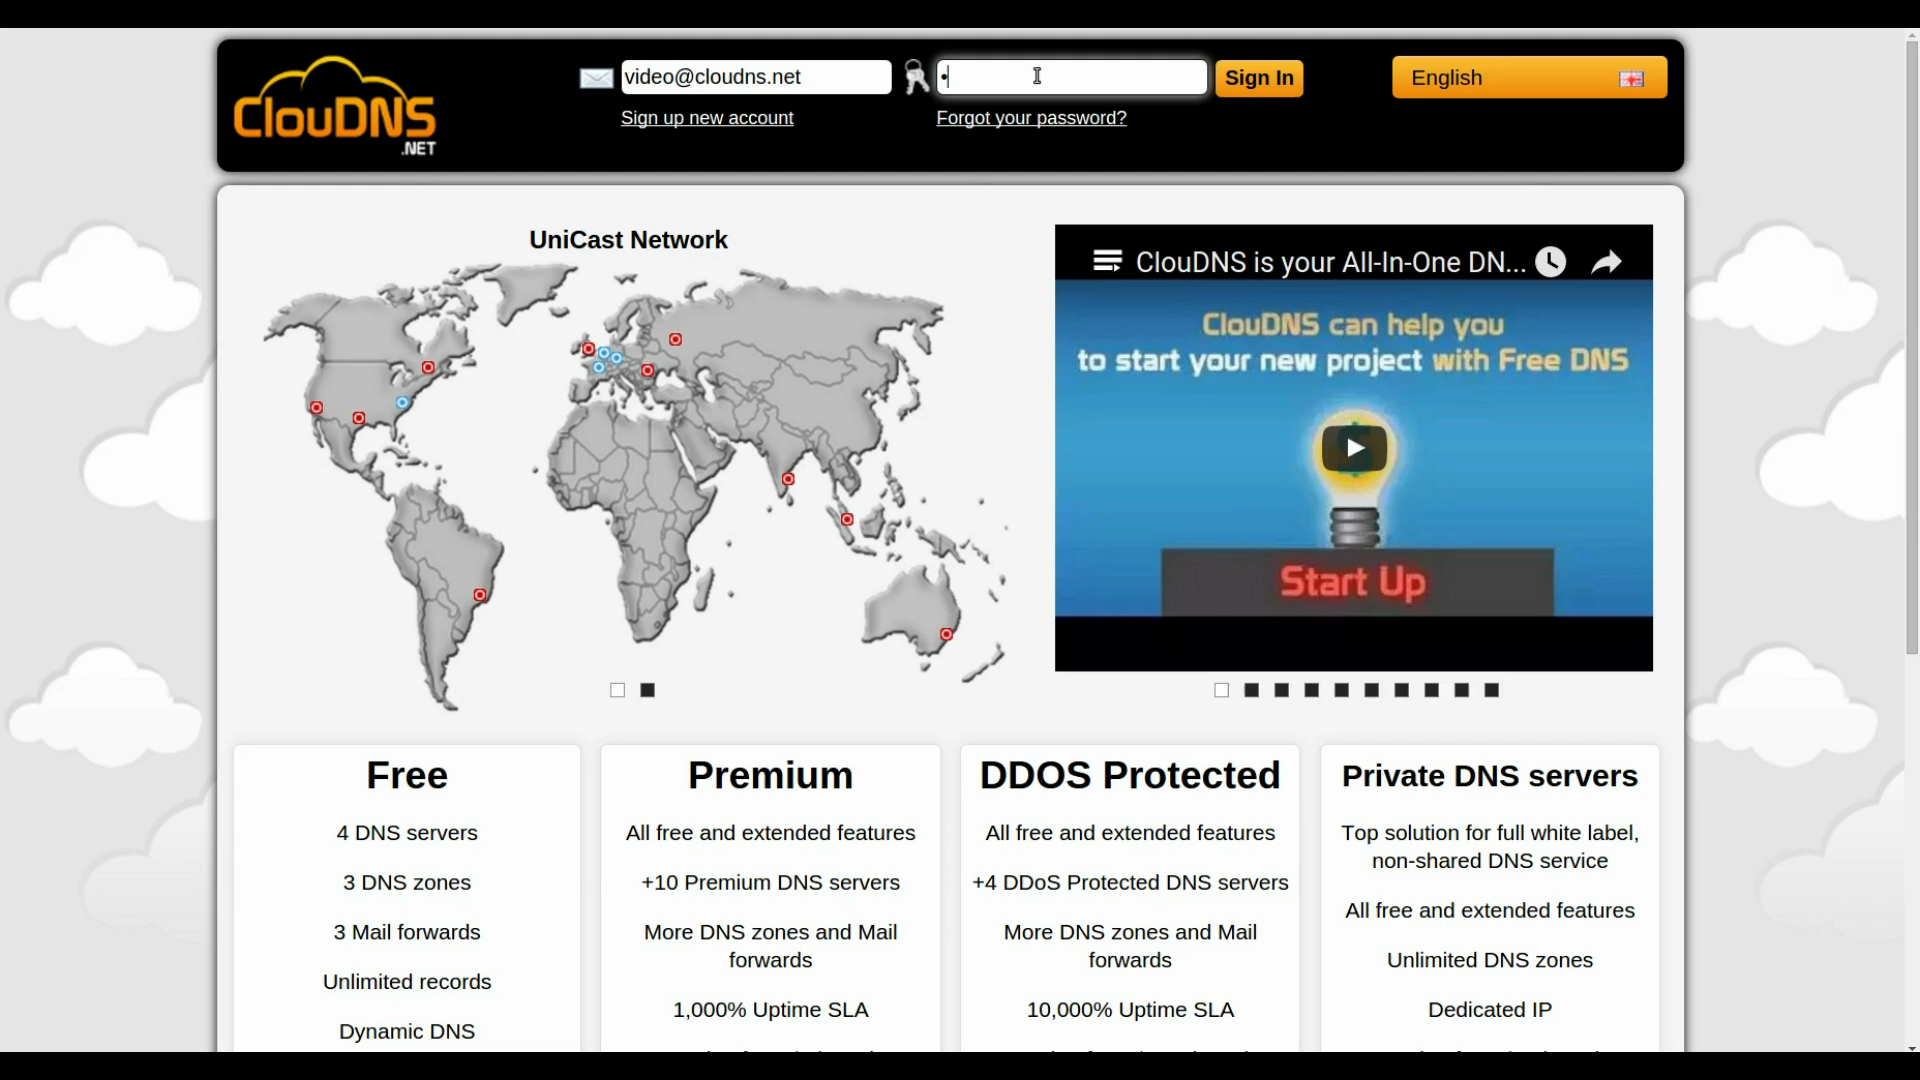 ClouDNS
.NET
video@cloudns.net
•
Sign In
English
Sign up new account
Forgot your password?
UniCast Network
ClouDNS is your All-In-One DN...
ClouDNS can help you
to start your new project with Free DNS
Start Up
Free
4 DNS servers
3 DNS zones
3 Mail forwards
Unlimited records
Dynamic DNS
Premium
All free and extended features
+10 Premium DNS servers
More DNS zones and Mail
forwards
1,000% Uptime SLA
DDOS Protected
All free and extended features
+4 DDoS Protected DNS servers
More DNS zones and Mail
forwards
10,000% Uptime SLA
Private DNS servers
Top solution for full white label,
non-shared DNS service
All free and extended features
Unlimited DNS zones
Dedicated IP